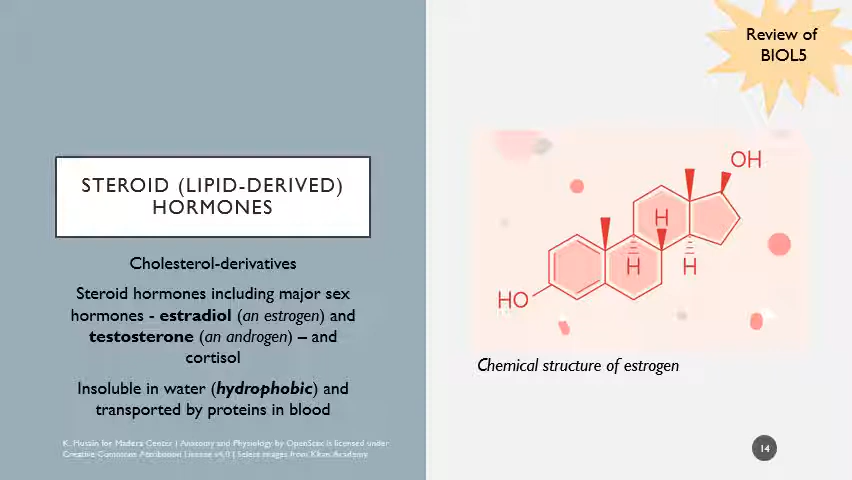 Review of
BIOL5
STEROID (LIPID-DERIVED)
HORMONES
Cholesterol-derivatives
Steroid hormones including major sex
hormones - estradiol (an estrogen) and
testosterone (an androgen) – and
cortisol
Insoluble in water (hydrophobic) and
transported by proteins in blood
OH
H
H
H
HO
Chemical structure of estrogen
K. Husain for Madera Center | Anatomy and Physiology by OpenStax is licensed under
Creative Commons Attribution License v4.0 | Select images from Khan Academy
14